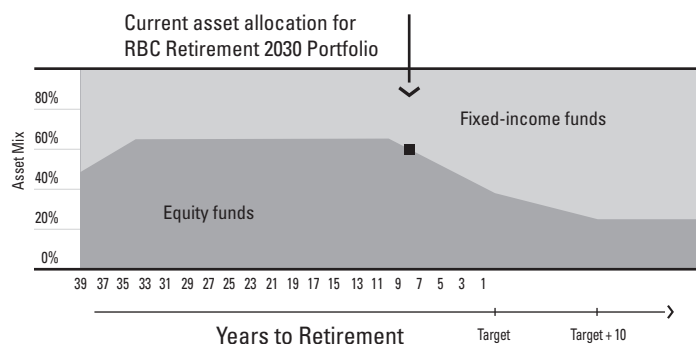 Current asset allocation for
RBC Retirement 2030 Portfolio
80%
60%
40%
20%
0%
Asset Mix
Fixed-income funds
Equity funds
39 37 35 33 31 29 27 25 23 21 19 17 15 13 11 9 7 5 3 1
Years to Retirement
Target
Target + 10